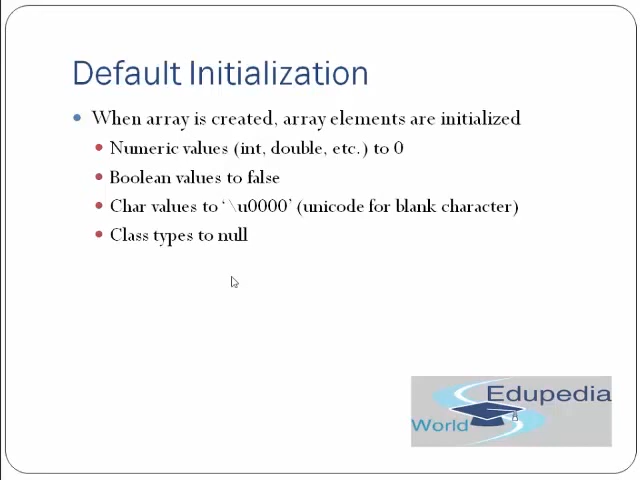 Default Initialization
When array is created, array elements are initialized
Numeric values (int, double, etc.) to 0
Boolean values to false
Char values to ‘\u0000’ (unicode for blank character)
Class types to null
Edupedia
World